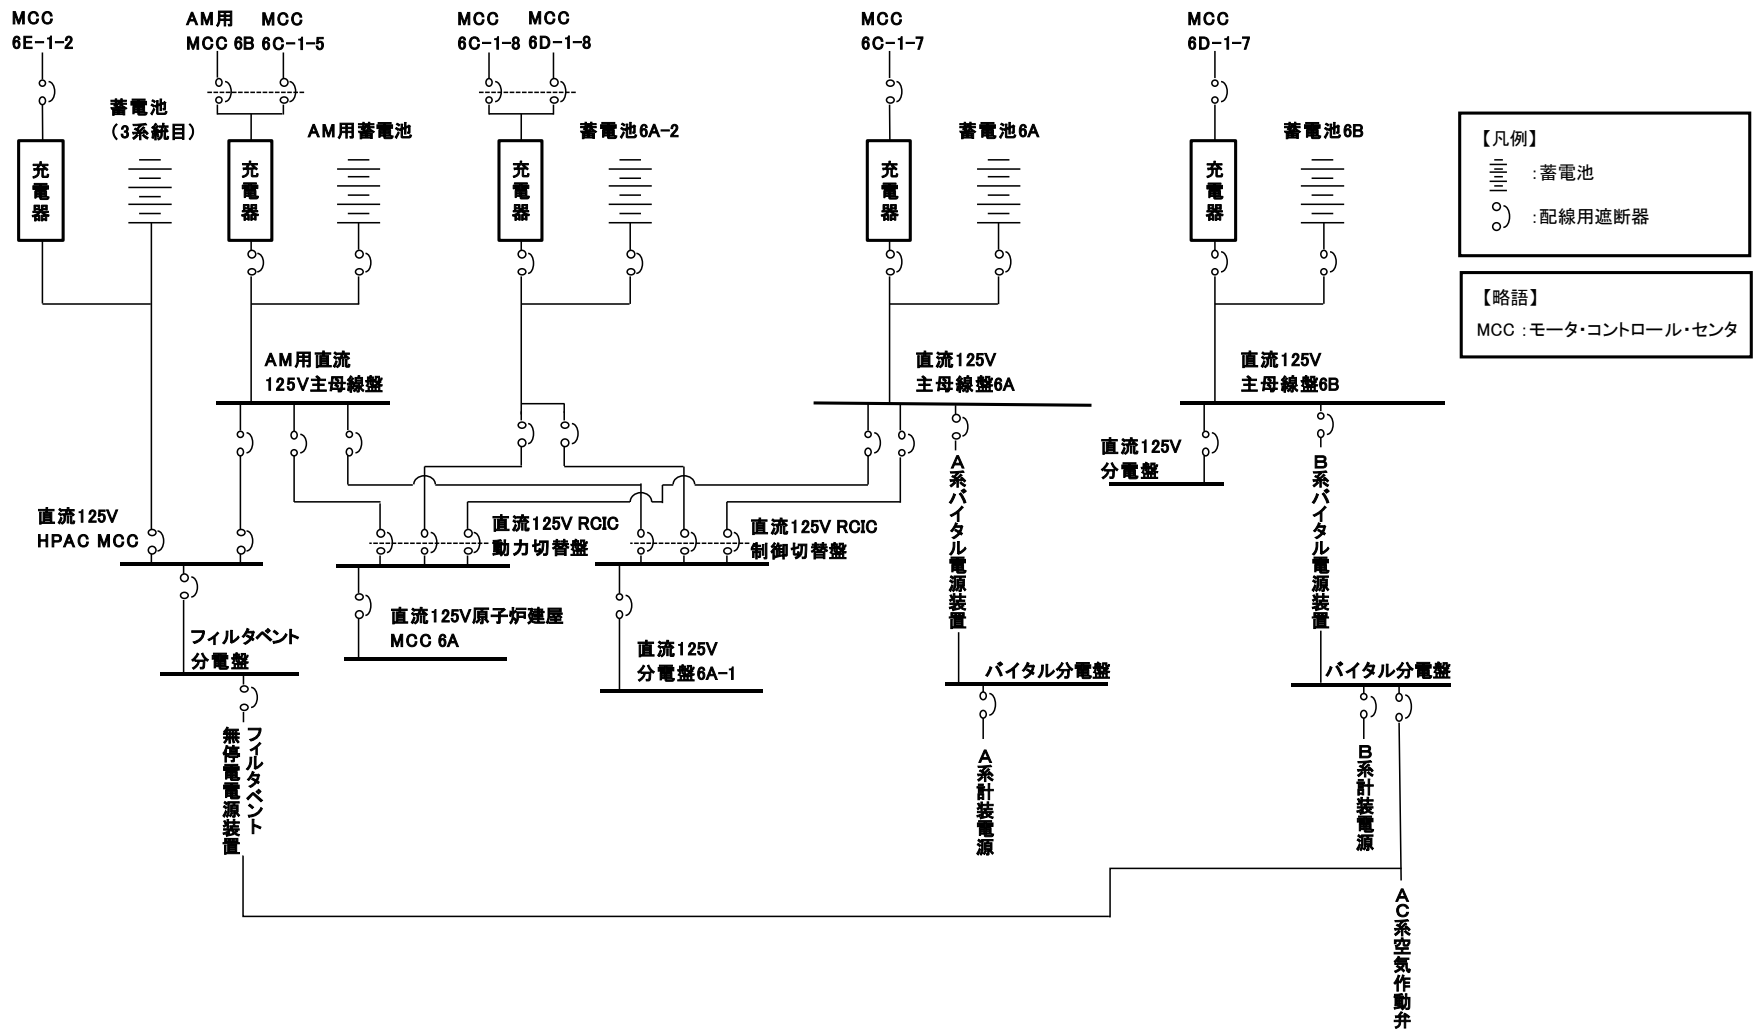 MCC
6E-1-2
AM用
MCC 6B
MCC
6C-1-5
MCC
6C-1-8
MCC
6D-1-8
MCC
6C-1-7
MCC
6D-1-7
蓄電池
(3系統目)
AM用蓄電池
蓄電池6A-2
蓄電池6A
蓄電池6B
充電器
充電器
充電器
充電器
充電器
【凡例】
:蓄電池
:配線用遮断器
【略語】
MCC:モータ・コントロール・センタ
AM用直流
125V主母線盤
直流125V
主母線盤6A
直流125V
主母線盤6B
直流125V
分電盤
直流125V
HPAC MCC
直流125V RCIC
動力切替盤
直流125V RCIC
制御切替盤
A系バイタル電源装置
B系バイタル電源装置
フィルタベント
分電盤
直流125V原子炉建屋
MCC 6A
直流125V
分電盤6A-1
バイタル分電盤
バイタル分電盤
フィルタベント
無停電電源装置
A系計装電源
B系計装電源
AC系空気作動弁